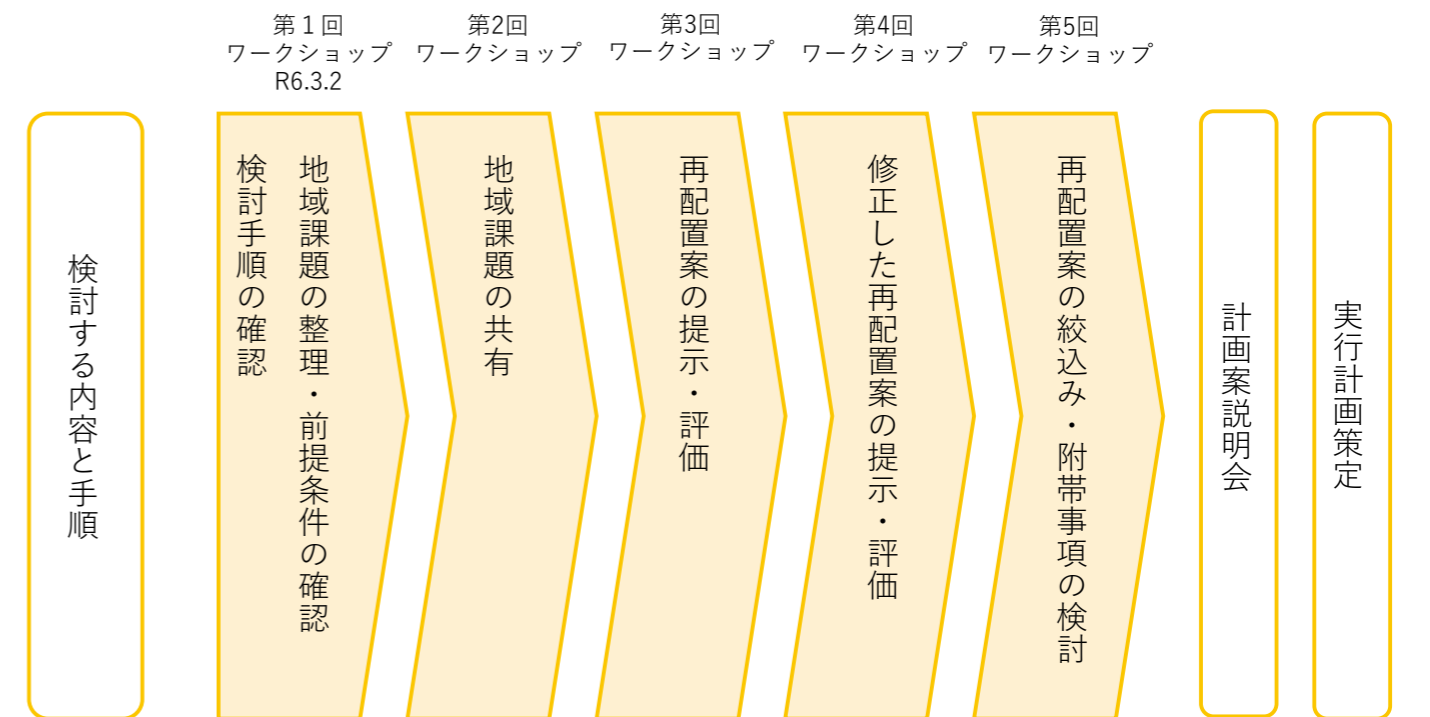 第１回
ワークショップ
R6.3.2
第2回
ワークショップ
第3回
ワークショップ
第4回
ワークショップ
第5回
ワークショップ
検討する内容と手順
地域課題の整理・前提条件の確認
検討手順の確認
地域課題の共有
再配置案の提示・評価
修正した再配置案の提示・評価
再配置案の絞込み・附帯事項の検討
計画案説明会
実行計画策定